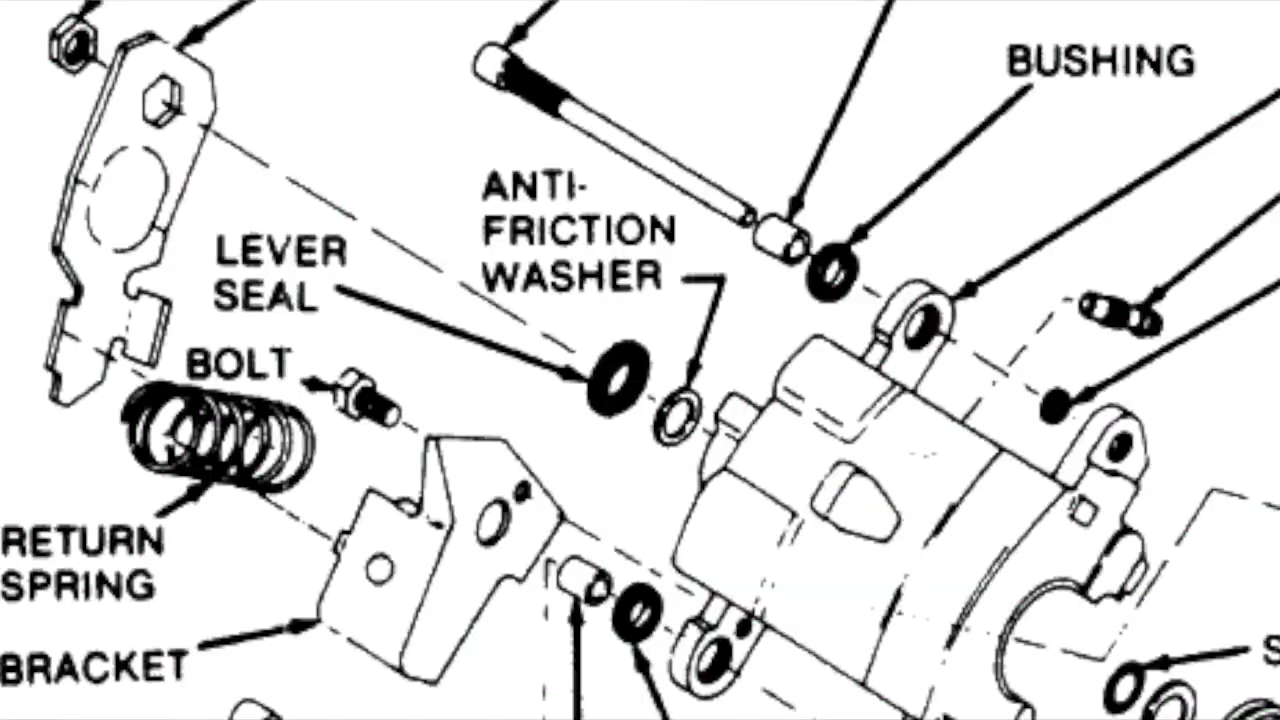 BUSHING
ANTI-
FRICTION
WASHER
LEVER
SEAL
BOLT
RETURN
SPRING
BRACKET
S